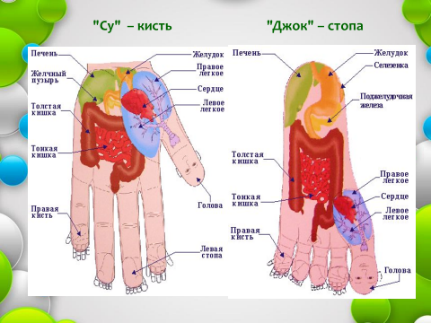 "Су" – кисть
"Джок" – стопа
Печень
Желчный
пузырь
Толстая
кишка
Тонкая
кишка
Правая
кисть
Желудок
Правое
легкое
Сердце
Левое
легкое
Голова
Левая
стопа
Печень
Толстая
кишка
Тонкая
кишка
Правая
кисть
Желудок
Селезенка
Поджелудочная
железа
Правое
легкое
Сердце
Левое
легкое
Голова